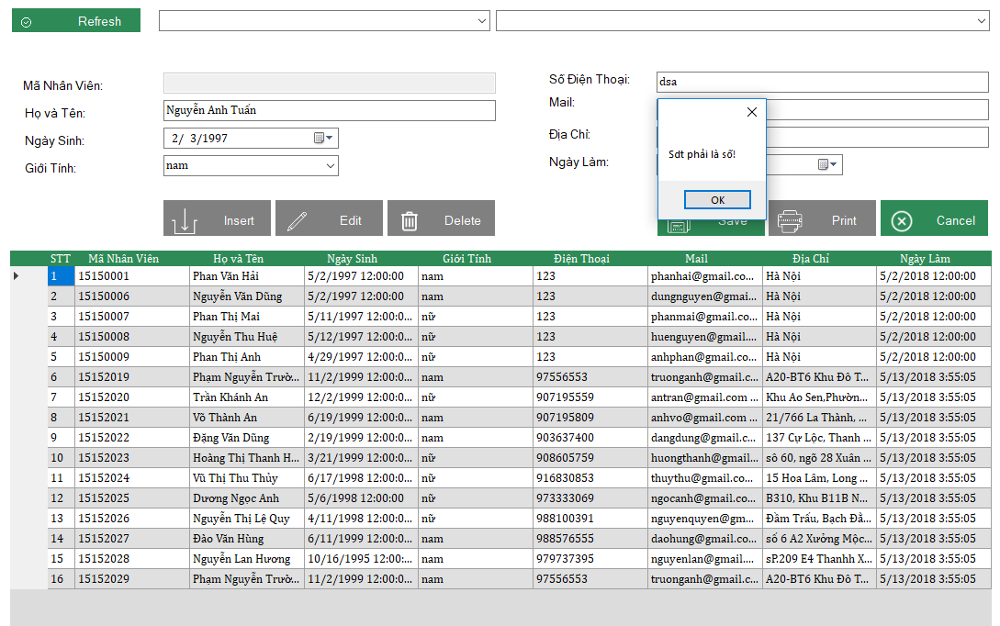 Refresh
Mã Nhân Viên:
Họ và Tên: Nguyễn Anh Tuấn
Ngày Sinh: 2/ 3/1997
Giới Tính: nam
Số Điện Thoại: dsa
Mail:
Địa Chỉ:
Ngày Làm:
Sdt phải là số!
OK
Insert Edit Delete Save Print Cancel
STT Mã Nhân Viên Họ và Tên Ngày Sinh Giới Tính Điện Thoại Mail Địa Chỉ Ngày Làm
1 15150001 Phan Văn Hải 5/2/1997 12:00:00 nam 123 phanhai@gmail.co... Hà Nội 5/2/2018 12:00:00
2 15150006 Nguyễn Văn Dũng 5/2/1997 12:00:00 nam 123 dungnguyen@gmai... Hà Nội 5/2/2018 12:00:00
3 15150007 Phan Thị Mai 5/11/1997 12:00:0... nữ 123 phanmai@gmail.co... Hà Nội 5/2/2018 12:00:00
4 15150008 Nguyễn Thu Huệ 5/12/1997 12:00:0... nữ 123 huenguyen@gmail.... Hà Nội 5/2/2018 12:00:00
5 15150009 Phan Thị Anh 4/29/1997 12:00:0... nữ 123 anhphan@gmail.co... Hà Nội 5/2/2018 12:00:00
6 15152019 Phạm Nguyễn Trườ... 11/2/1999 12:00:0... nam 97556553 truonganh@gmail.c... A20-BT6 Khu Đô T... 5/13/2018 3:55:05
7 15152020 Trần Khánh An 12/2/1999 12:00:0... nữ 907195559 antran@gmail.com ... Khu Ao Sen,Phườn... 5/13/2018 3:55:05
8 15152021 Võ Thành An 6/19/1999 12:00:0... nam 907195809 anhvo@gmail.com ... 21/766 La Thành, ... 5/13/2018 3:55:05
9 15152022 Đặng Văn Dũng 2/19/1999 12:00:0... nam 903637400 dangdung@gmail.c... 137 Cự Lộc, Thanh ... 5/13/2018 3:55:05
10 15152023 Hoàng Thị Thanh H... 3/21/1999 12:00:0... nữ 908605759 huongthanh@gmail... sô 60, ngõ 28 Xuân ... 5/13/2018 3:55:05
11 15152024 Vũ Thị Thu Thủy 6/17/1998 12:00:0... nữ 916830853 thuythu@gmail.co... 15 Hoa Lâm, Long ... 5/13/2018 3:55:05
12 15152025 Dương Ngọc Anh 5/6/1998 12:00:00 nữ 973333069 ngocanh@gmail.co... B310, Khu B11B N... 5/13/2018 3:55:05
13 15152026 Nguyễn Thị Lệ Quy 4/11/1998 12:00:0... nữ 988100391 nguyenquyen@gm... Đầm Trấu, Bạch Đằ... 5/13/2018 3:55:05
14 15152027 Đào Văn Hùng 6/11/1999 12:00:0... nam 988576555 daohung@gmail.co... số 6 A2 Xưởng Mộc... 5/13/2018 3:55:05
15 15152028 Nguyễn Lan Hương 10/16/1995 12:00:... nam 979737395 nguyenlan@gmail.... sP.209 E4 Thanhh X... 5/13/2018 3:55:05
16 15152029 Phạm Nguyễn Trườ... 11/2/1999 12:00:0... nam 97556553 truonganh@gmail.c... A20-BT6 Khu Đô T... 5/13/2018 3:55:05